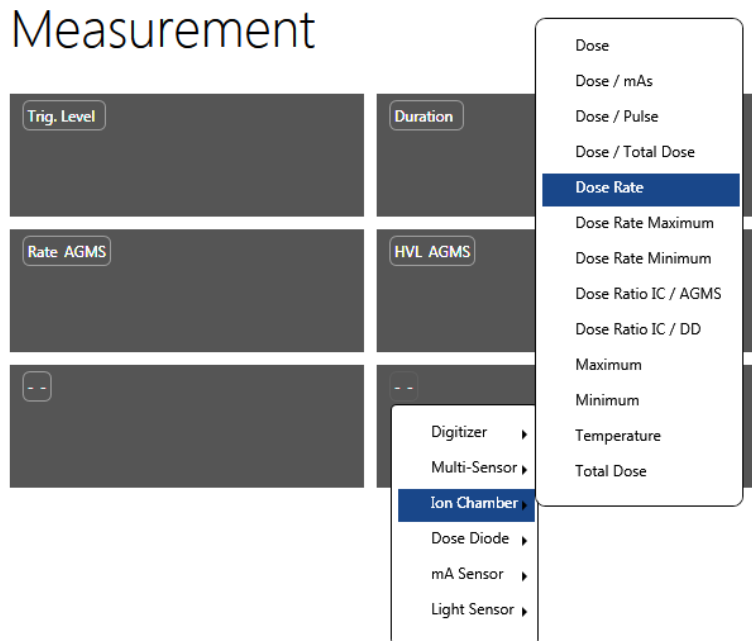 Measurement
Trig. Level
Duration
Rate AGMS
HVL AGMS
- -
- -
Digitizer
Multi-Sensor
Ion Chamber
Dose Diode
mA Sensor
Light Sensor
Dose
Dose / mAs
Dose / Pulse
Dose / Total Dose
Dose Rate
Dose Rate Maximum
Dose Rate Minimum
Dose Ratio IC / AGMS
Dose Ratio IC / DD
Maximum
Minimum
Temperature
Total Dose